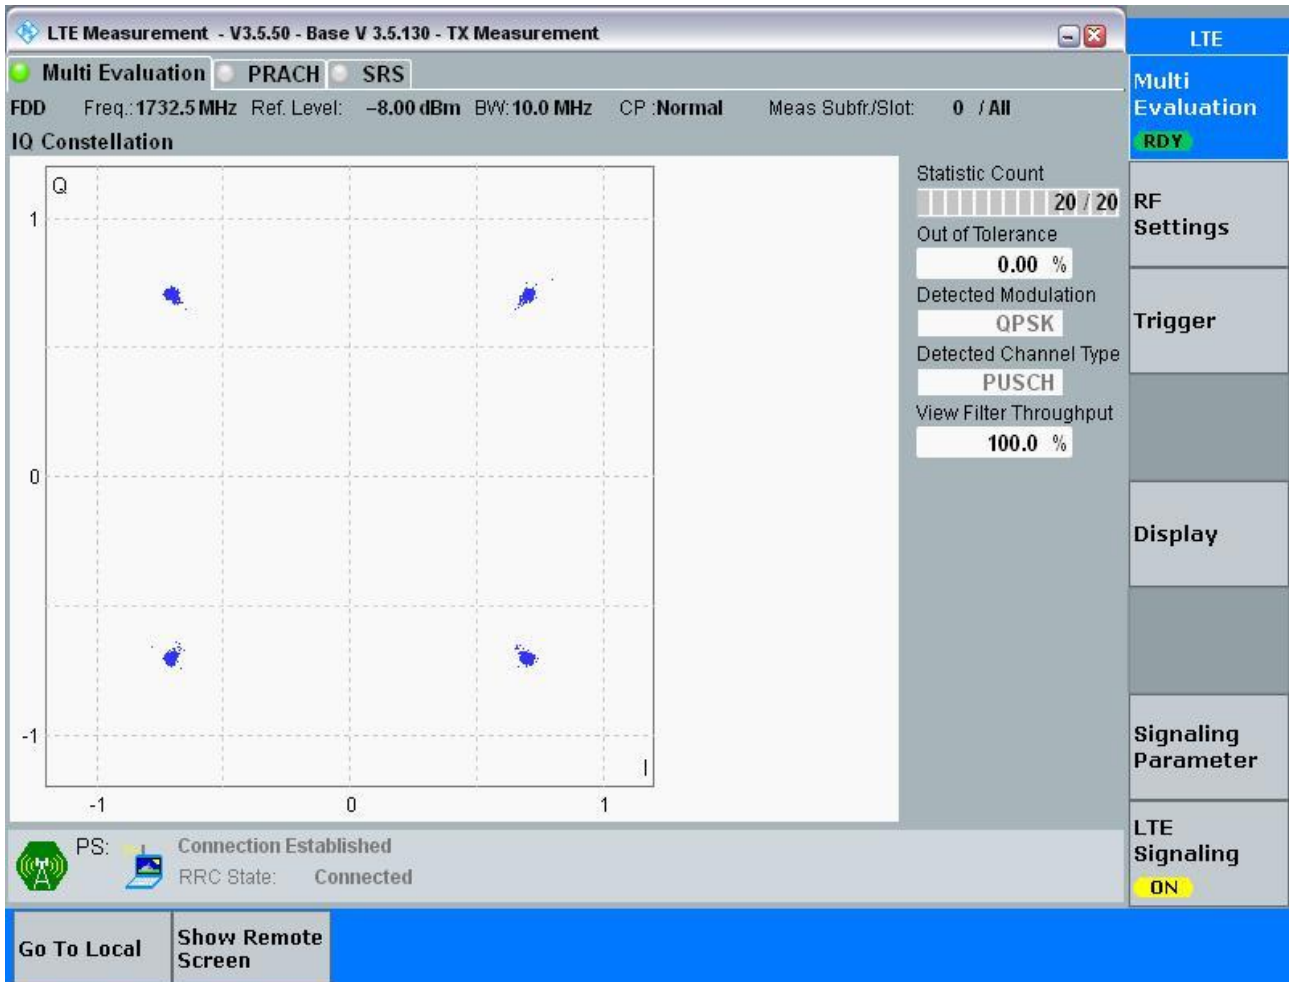 LTE Measurement - V3.5.50 - Base V 3.5.130 - TX Measurement
LTE
Multi Evaluation PRACH SRS
FDD Freq.: 1732.5 MHz Ref. Level: -8.00 dBm BW: 10.0 MHz CP : Normal Meas Subfr./Slot: 0 / All
IQ Constellation
Q
1
0
-1
I
-1 0 1
Statistic Count
20 / 20
Out of Tolerance
0.00 %
Detected Modulation
QPSK
Detected Channel Type
PUSCH
View Filter Throughput
100.0 %
Multi
Evaluation
RDY
RF
Settings
Trigger
Display
Signaling
Parameter
LTE
Signaling
ON
PS: Connection Established
RRC State: Connected
Go To Local
Show Remote
Screen